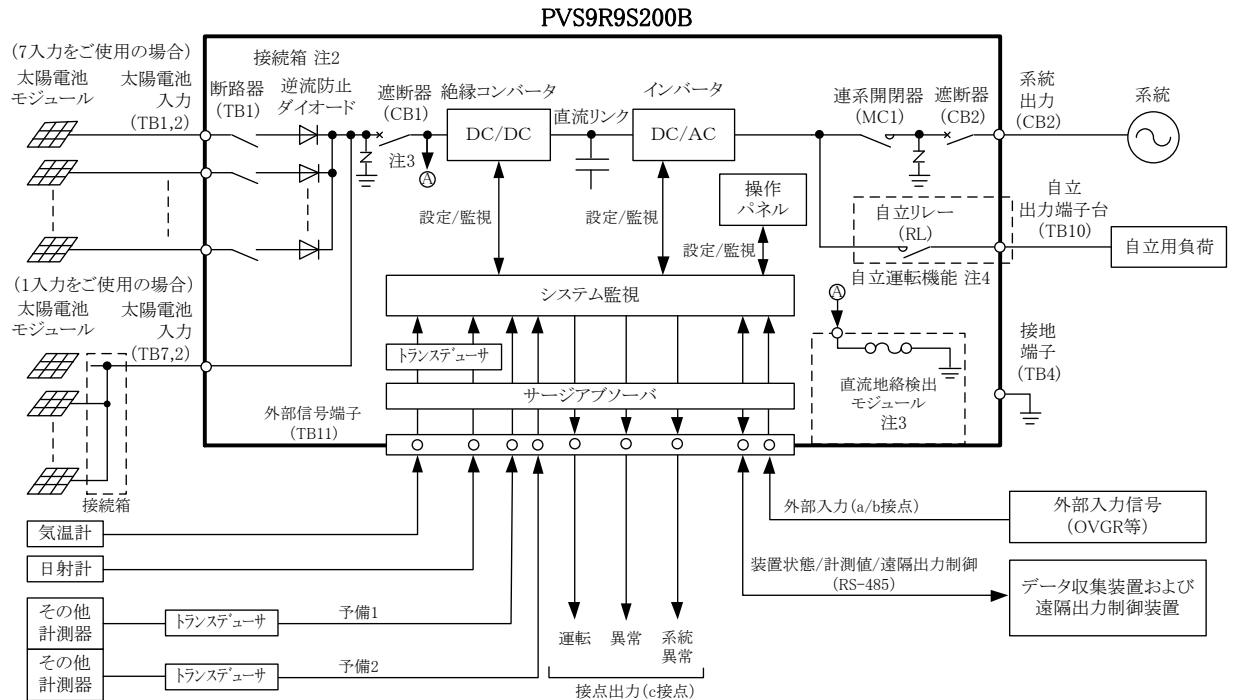 PVS9R9S200B
(7入力をご使用の場合)
太陽電池
モジュール
太陽電池
入力
(TB1,2)
接続箱 注2
断路器
(TB1)
逆流防止
ダイオード
遮断器
(CB1)
注3
Ⓐ
絶縁コンバータ
DC/DC
直流リンク
インバータ
DC/AC
連系開閉器
(MC1)
遮断器
(CB2)
系統
出力
(CB2)
系統
設定/監視
設定/監視
操作
パネル
設定/監視
自立リレー
(RL)
自立運転機能 注4
自立
出力端子台
(TB10)
自立用負荷
(1入力をご使用の場合)
太陽電池
モジュール
太陽電池
入力
(TB7,2)
接続箱
システム監視
トランスデューサ
サージアブソーバ
外部信号端子
(TB11)
Ⓐ
直流地絡検出
モジュール
注3
接地
端子
(TB4)
気温計
日射計
その他
計測器
トランスデューサ
予備1
その他
計測器
トランスデューサ
予備2
運転
異常
系統
異常
接点出力(c接点)
外部入力(a/b接点)
外部入力信号
(OVGR等)
装置状態/計測値/遠隔出力制御
(RS-485)
データ収集装置および
遠隔出力制御装置